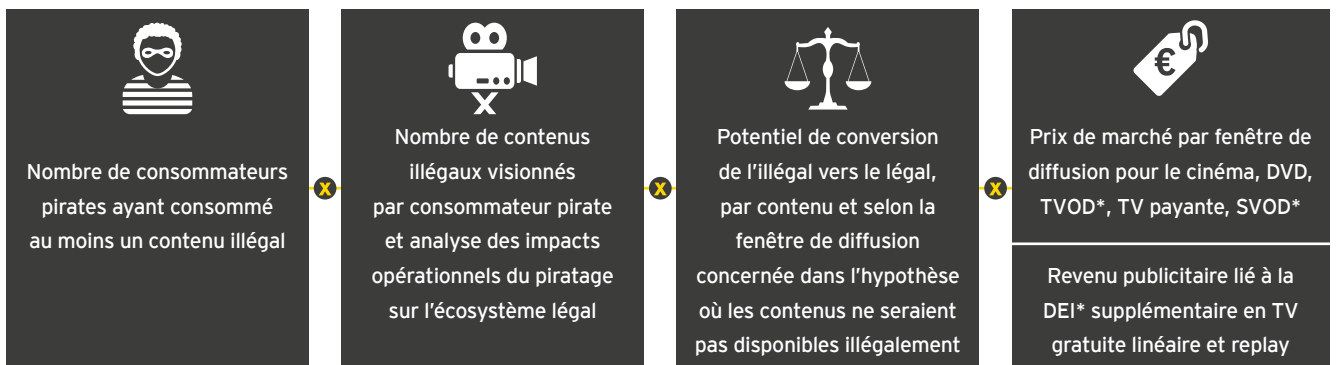 Nombre de consommateurs
pirates ayant consommé
au moins un contenu illégal
X
Nombre de contenus
illégaux visionnés
par consommateur pirate
et analyse des impacts
opérationnels du piratage
sur l'écosystème légal
X
Potentiel de conversion
de l'illégal vers le légal,
par contenu et selon la
fenêtre de diffusion
concernée dans l'hypothèse
où les contenus ne seraient
pas disponibles illégalement
X
€
Prix de marché par fenêtre de
diffusion pour le cinéma, DVD,
TVOD*, TV payante, SVOD*
Revenu publicitaire lié à la
DEI* supplémentaire en TV
gratuite linéaire et replay